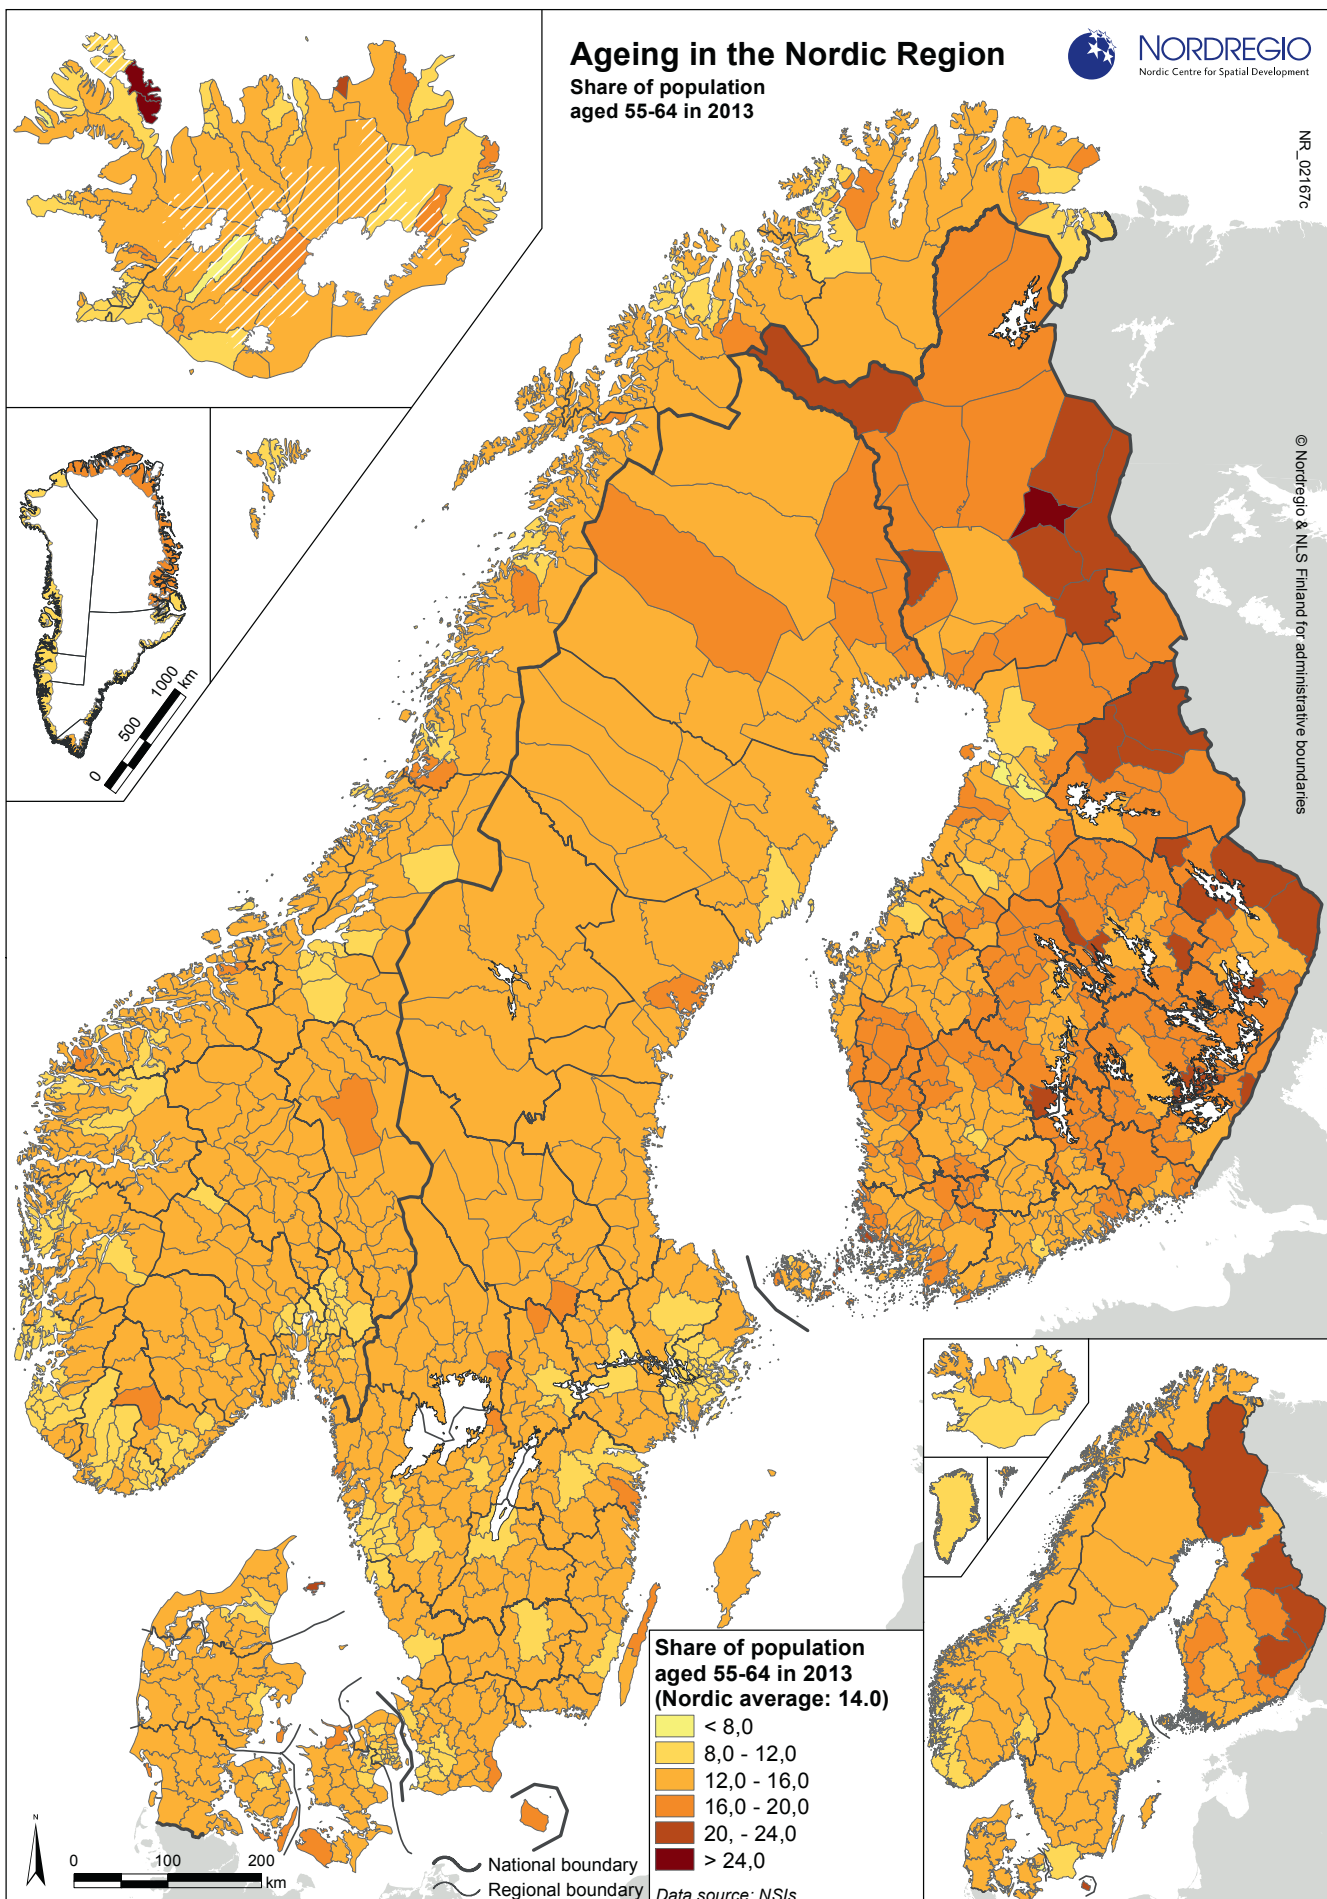 Ageing in the Nordic Region
Share of population
aged 55-64 in 2013
NORDREGIO
Nordic Centre for Spatial Development
NR_02167c
© Nordregio & NLS Finland for administrative boundaries
0 500 1000
km
Share of population
aged 55-64 in 2013
(Nordic average: 14.0)
< 8,0
8,0 - 12,0
12,0 - 16,0
16,0 - 20,0
20, - 24,0
> 24,0
Data source: NSIs
N
0 100 200
km
National boundary
Regional boundary